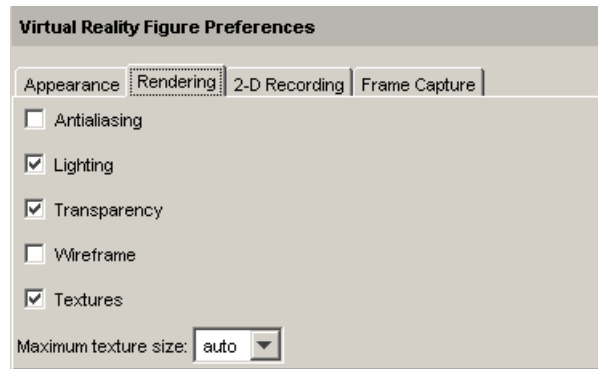 Virtual Reality Figure Preferences
Appearance Rendering 2-D Recording Frame Capture
Antialiasing
Lighting
Transparency
Wireframe
Textures
Maximum texture size: auto